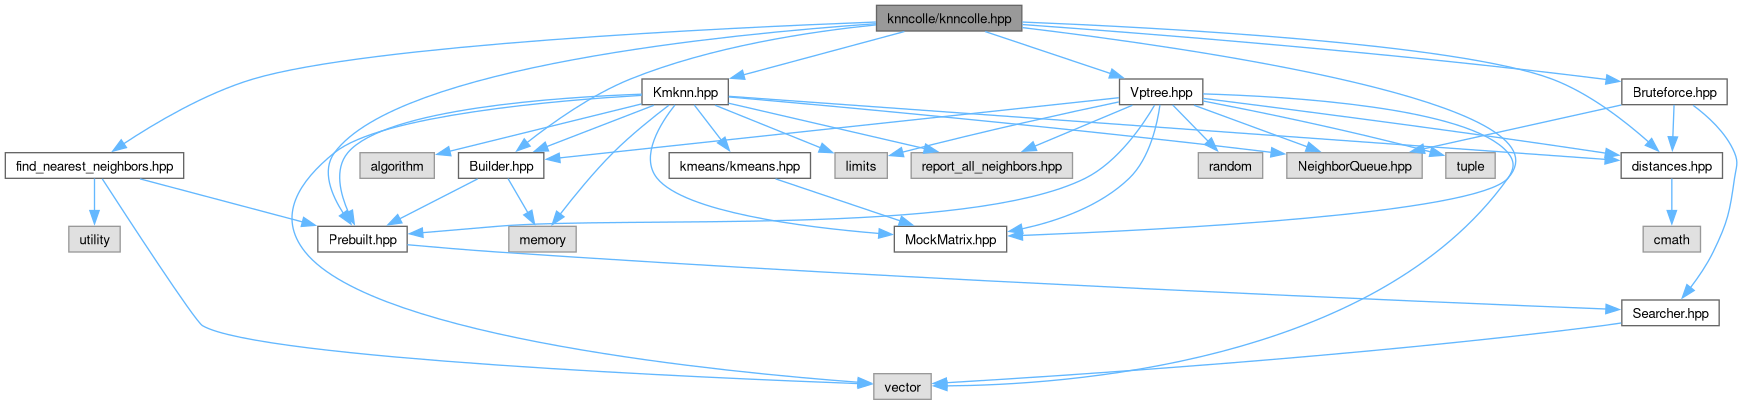 knncolle/knncolle.hpp
Kmknn.hpp
Vptree.hpp
Bruteforce.hpp
find_nearest_neighbors.hpp
algorithm
Builder.hpp
kmeans/kmeans.hpp
limits
report_all_neighbors.hpp
random
NeighborQueue.hpp
tuple
distances.hpp
utility
Prebuilt.hpp
memory
MockMatrix.hpp
cmath
Searcher.hpp
vector